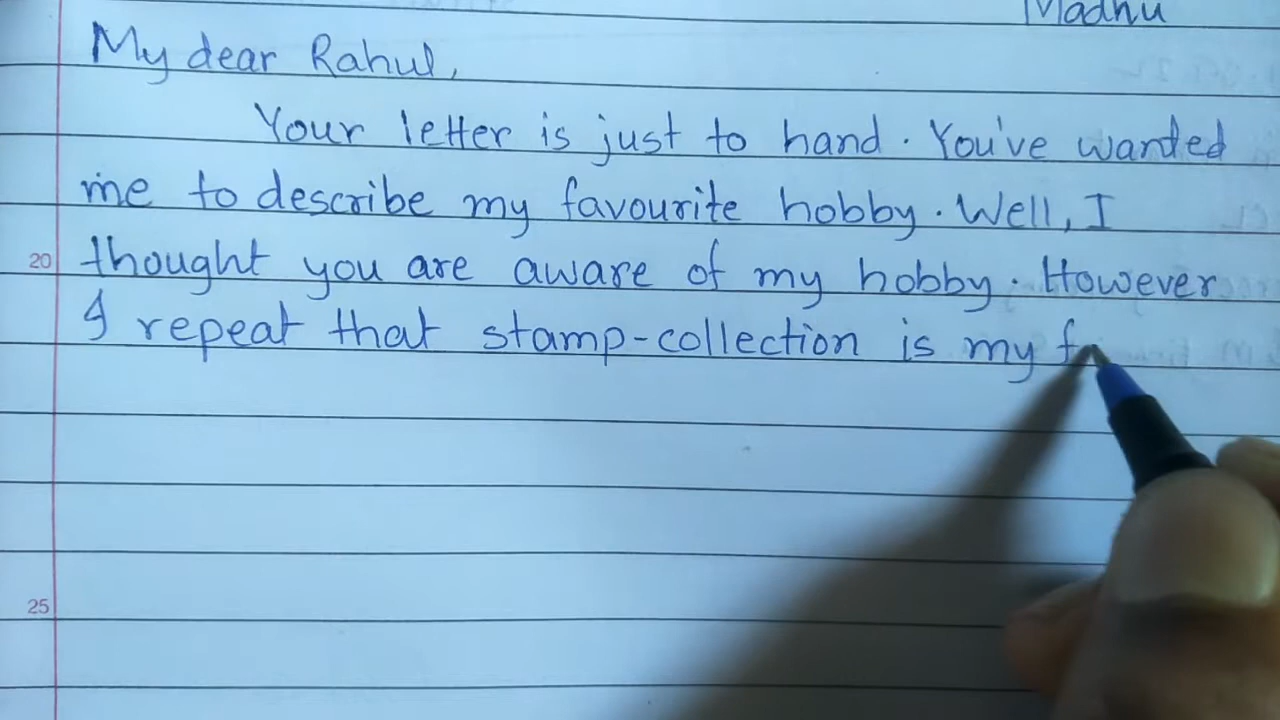 Madhu
My dear Rahul,
Your letter is just to hand. You've wanted
me to describe my favourite hobby. Well, I
20 thought you are aware of my hobby. However
I repeat that stamp-collection is my f
25